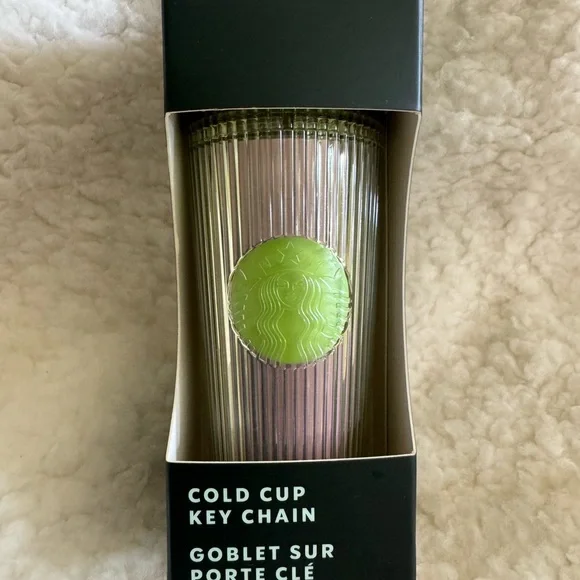 COLD CUP
KEY CHAIN
GOBLET SUR
PORTE CLÉ